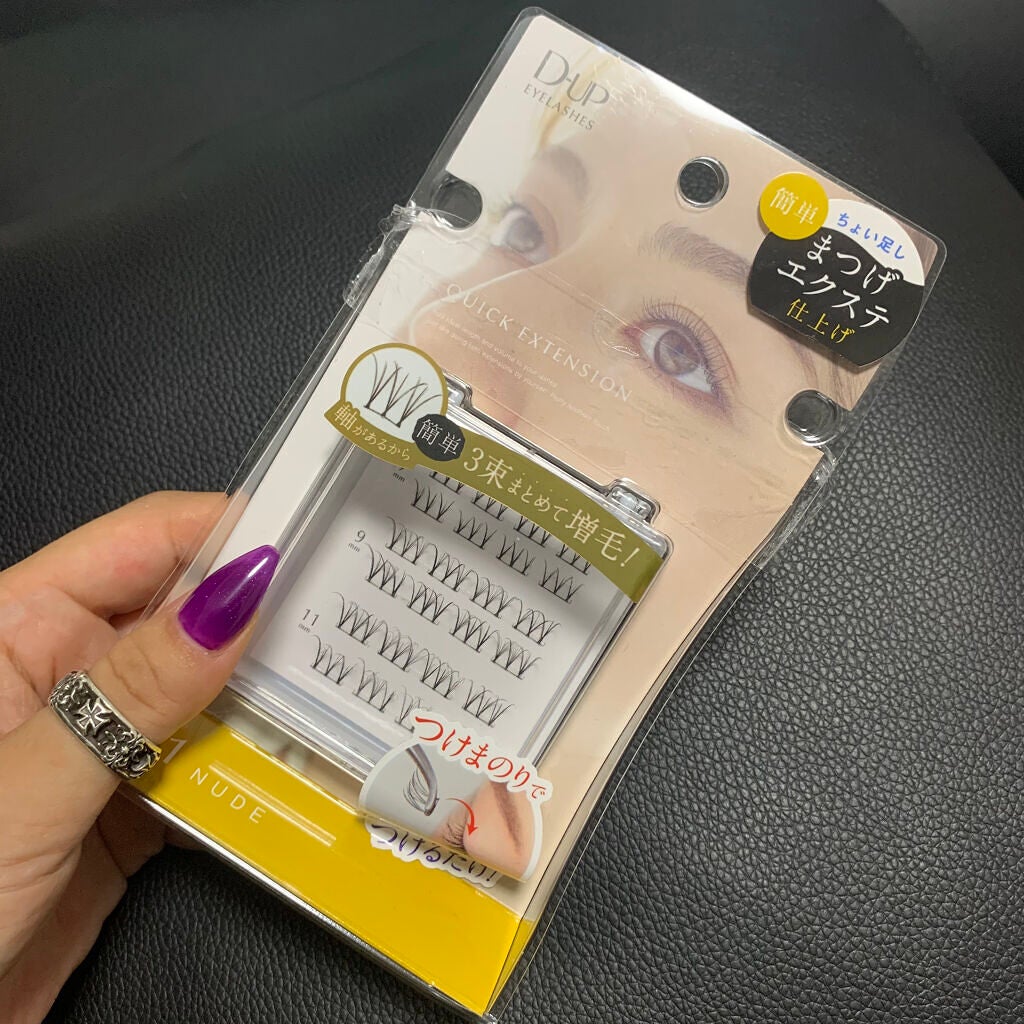 D-UP
EYELASHES
簡単
ちょい足し
まつげ
エクステ
仕上げ
QUICK EXTENSION
軸があるから
簡単
3束まとめて増毛!
mm
9
mm
11
mm
つけまのりで
つけるだけ!
1
NUDE